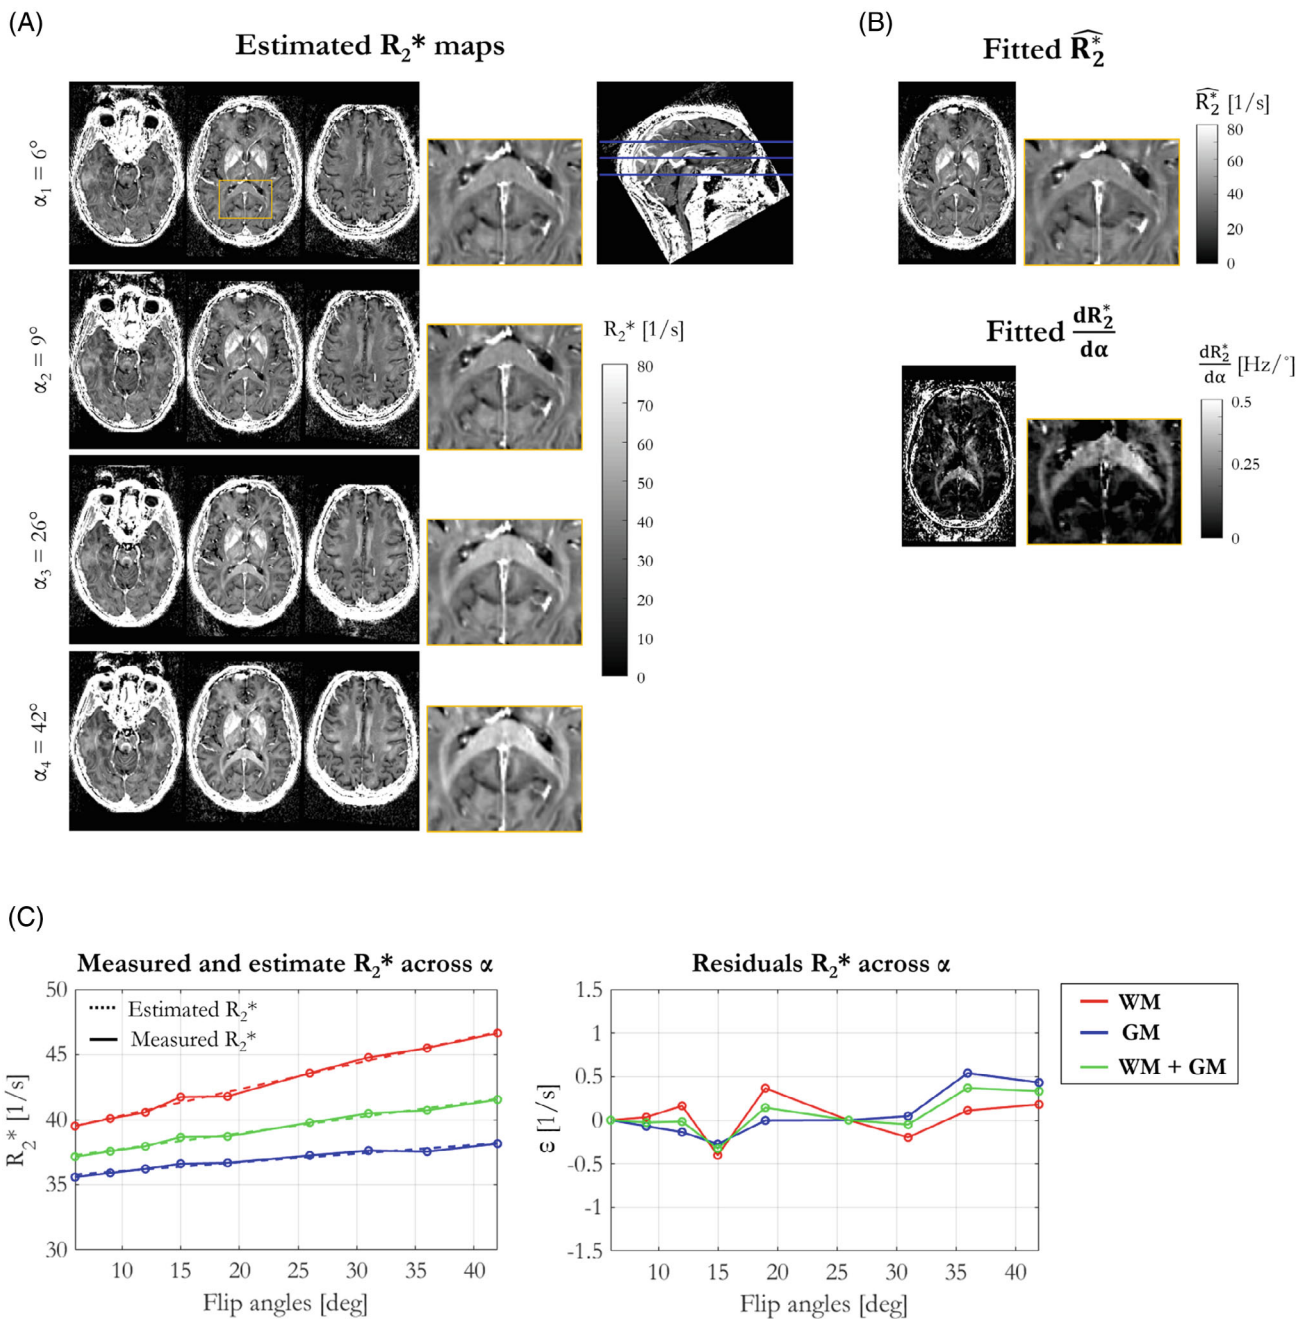 (A)
Estimated R₂* maps
α₁ = 6°
α₂ = 9°
α₃ = 26°
α₄ = 42°
R₂* [1/s]
80
70
60
50
40
30
20
10
0
(B)
Fitted R̂₂*
R̂₂* [1/s]
80
60
40
20
0
Fitted dR₂*/dα
dR₂*/dα [Hz/°]
0.5
0.25
0
(C)
Measured and estimate R₂* across α
Estimated R₂*
Measured R₂*
R₂* [1/s]
50
45
40
35
30
10 15 20 25 30 35 40
Flip angles [deg]
Residuals R₂* across α
ε [1/s]
1.5
1
0.5
0
-0.5
-1
-1.5
10 15 20 25 30 35 40
Flip angles [deg]
WM
GM
WM + GM